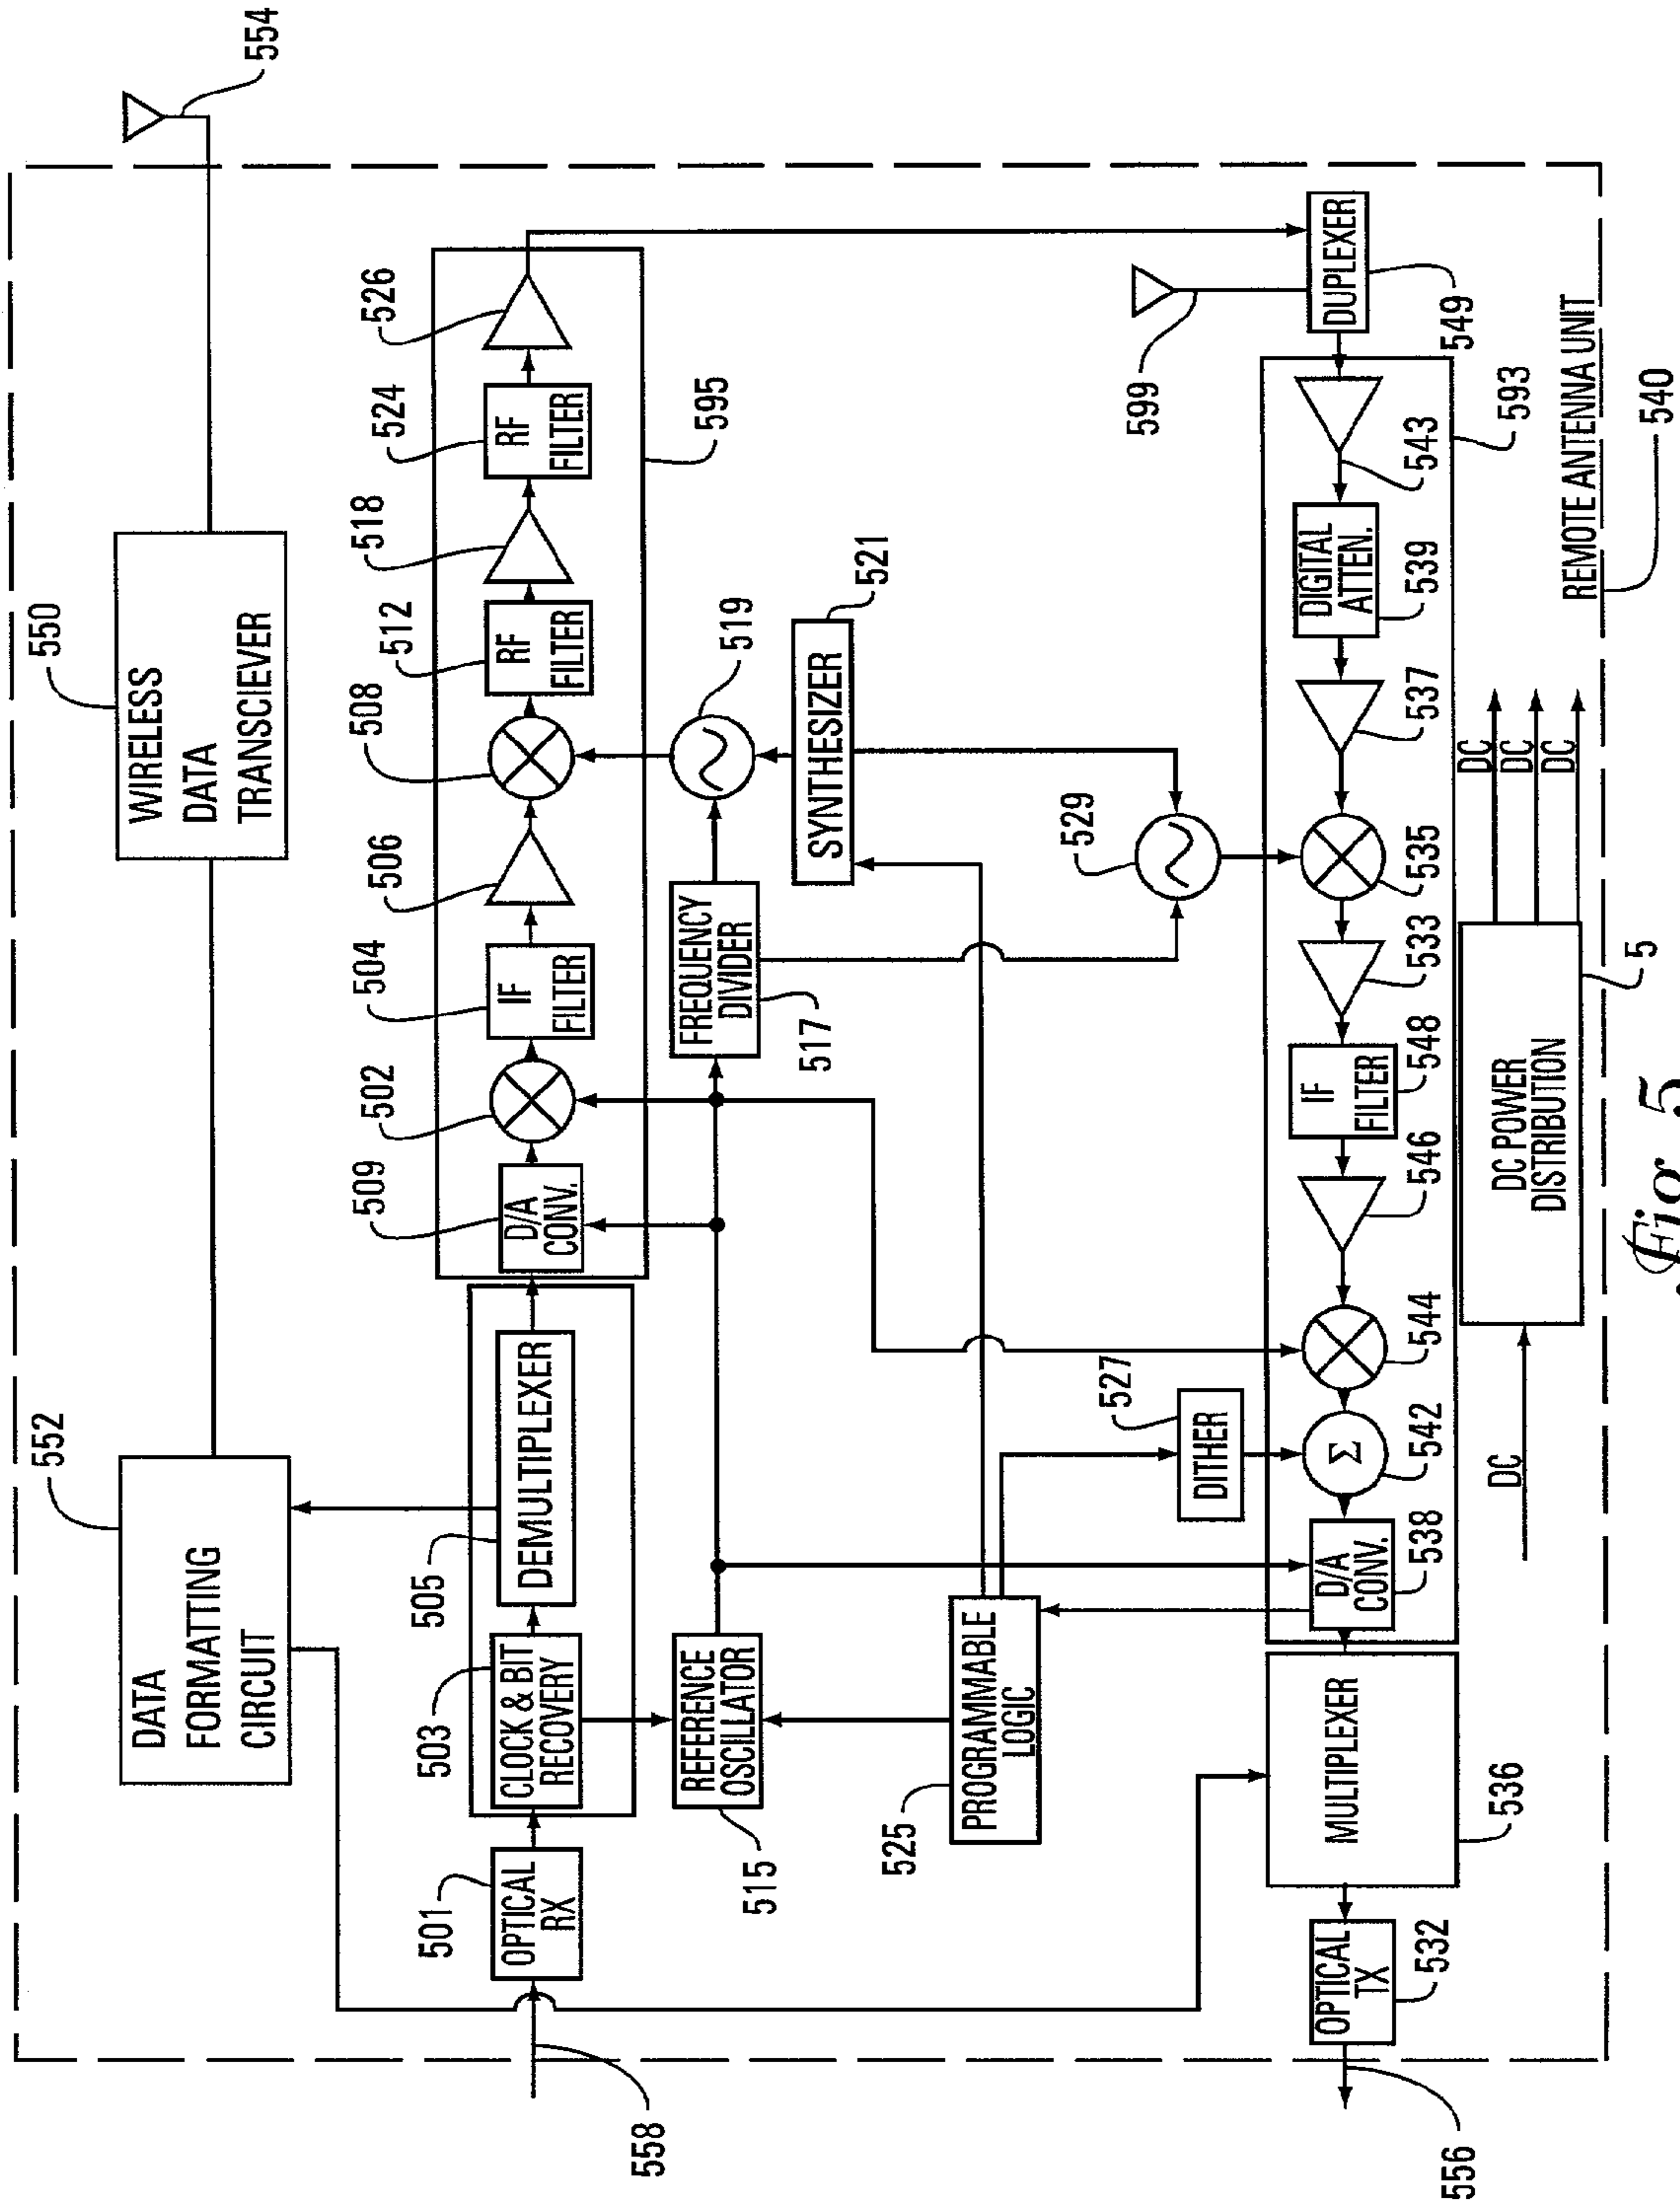 550
WIRELESS
DATA
TRANSCIEVER
554
552
DATA
FORMATTING
CIRCUIT
501
OPTICAL
RX
503
CLOCK & BIT
RECOVERY
505
DEMULTIPLEXER
509
D/A
CONV.
502
504
IF
FILTER
506
508
512
RF
FILTER
518
524
RF
FILTER
526
595
558
515
REFERENCE
OSCILLATOR
517
FREQUENCY
DIVIDER
519
SYNTHESIZER
521
525
PROGRAMMABLE
LOGIC
527
DITHER
529
599
DUPLEXER
549
556
OPTICAL
TX
532
MULTIPLEXER
536
D/A
CONV.
538
Σ
542
544
546
IF
FILTER
548
533
535
537
DIGITAL
ATTEN.
539
543
593
DC
DC POWER
DISTRIBUTION
5
DC
DC
DC
REMOTE ANTENNA UNIT
540
Fig. 5